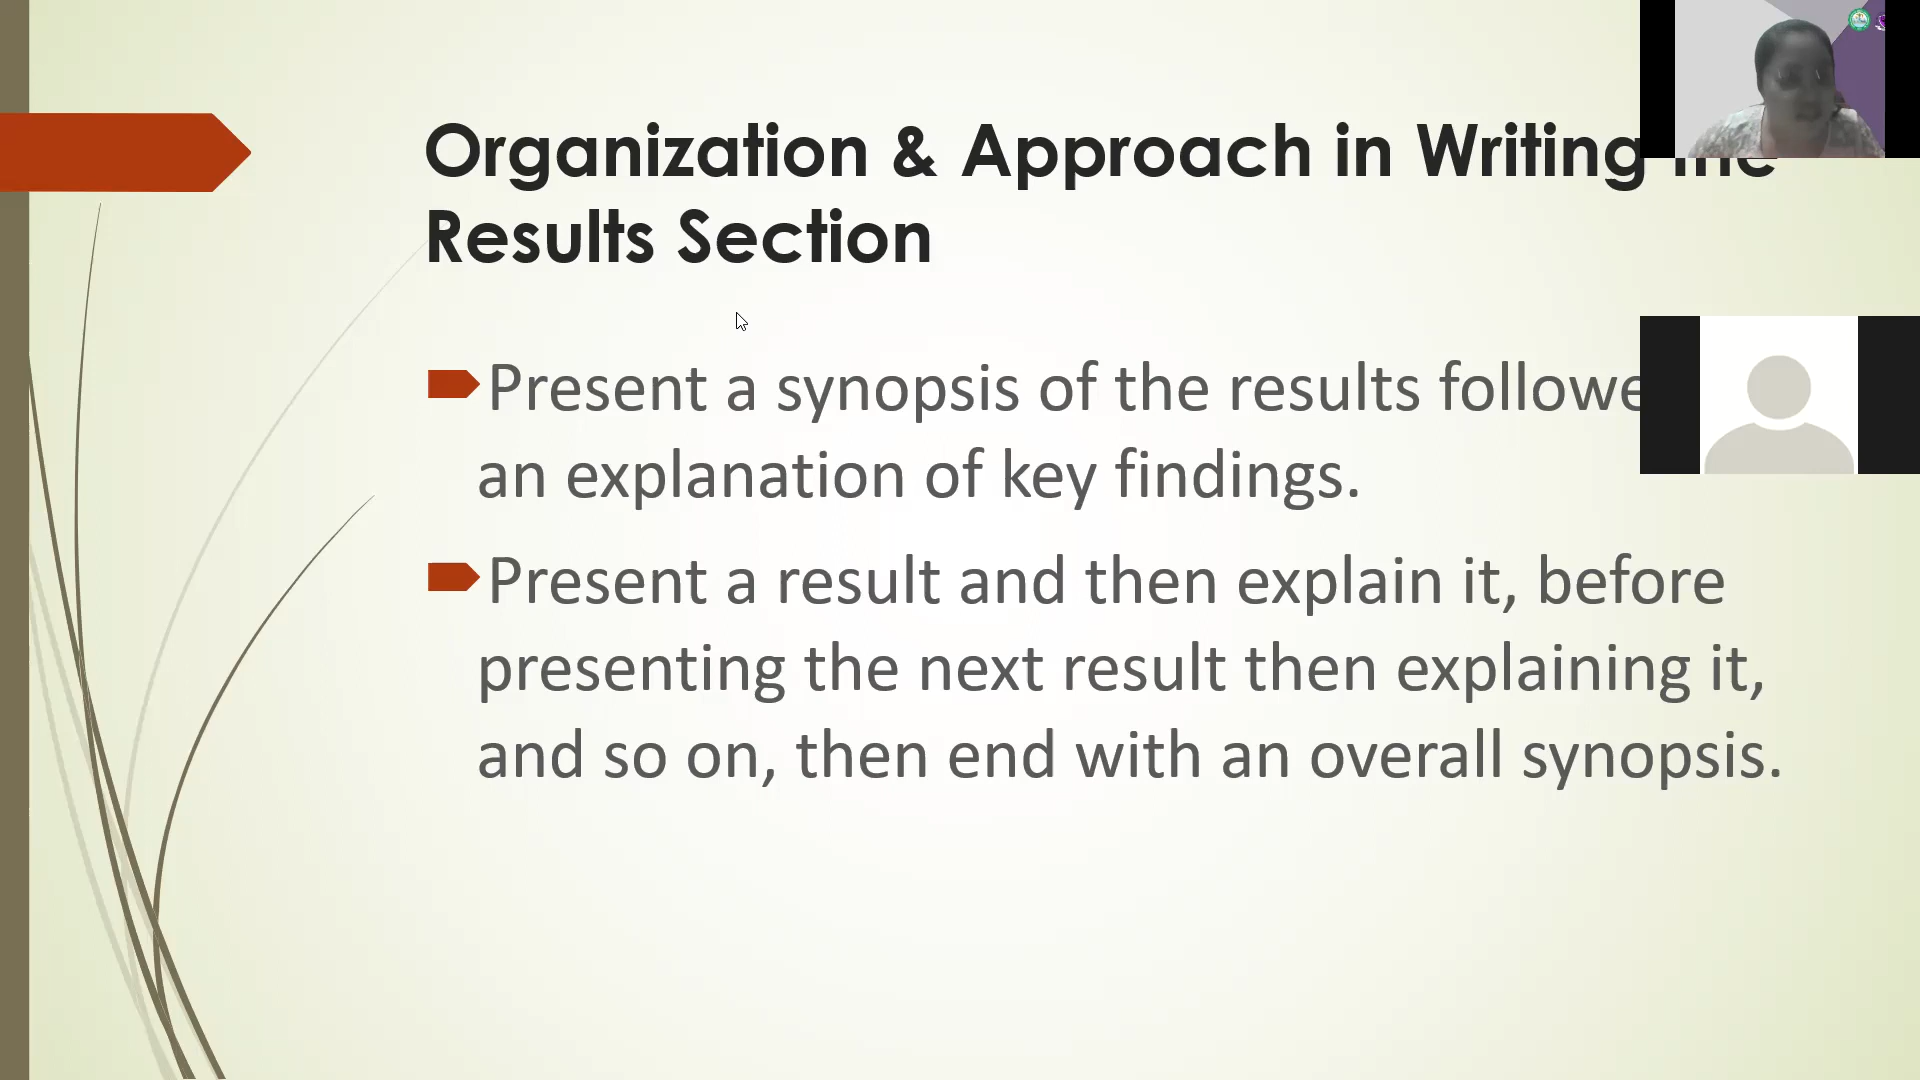 Organization & Approach in Writing the
Results Section
Present a synopsis of the results followe
an explanation of key findings.
Present a result and then explain it, before
presenting the next result then explaining it,
and so on, then end with an overall synopsis.